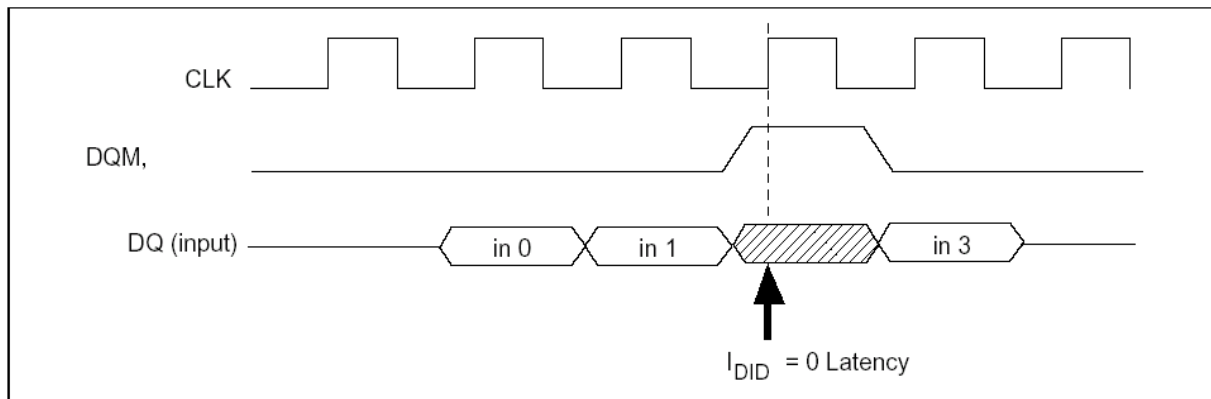 CLK
DQM,
DQ (input)
in 0
in 1
in 3
I DID = 0 Latency